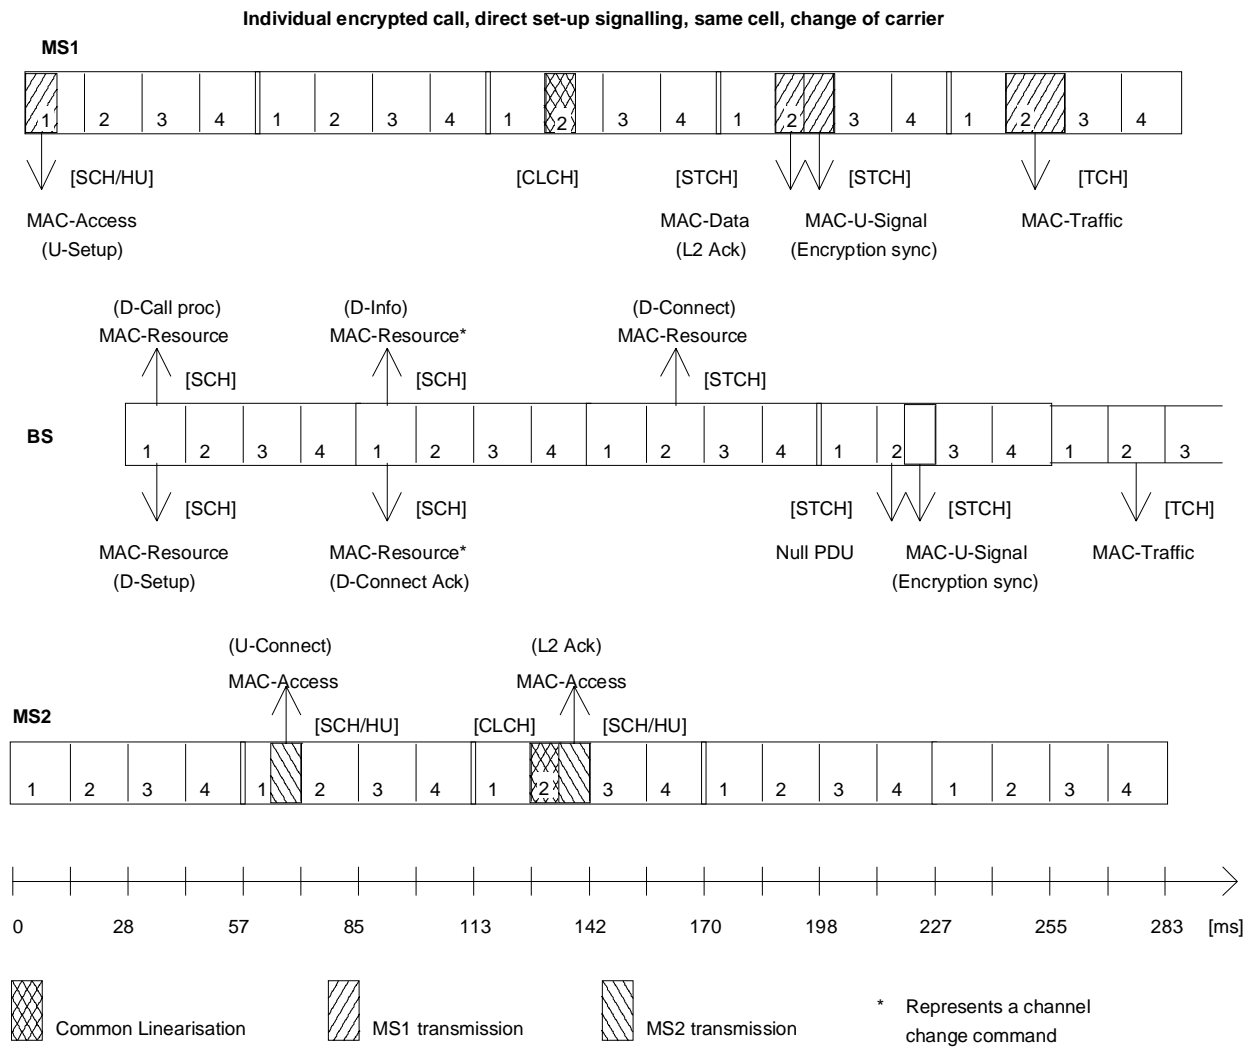 Individual encrypted call, direct set-up signalling, same cell, change of carrier
MS1
1 2 3 4 1 2 3 4 1 2 3 4 1 2 3 4 1 2 3 4
[SCH/HU] [CLCH] [STCH] [STCH] [TCH]
MAC-Access MAC-Data MAC-U-Signal MAC-Traffic
(U-Setup) (L2 Ack) (Encryption sync)
(D-Call proc) (D-Info) (D-Connect)
MAC-Resource MAC-Resource* MAC-Resource
[SCH] [SCH] [STCH]
BS
1 2 3 4 1 2 3 4 1 2 3 4 1 2 3 4 1 2 3
[SCH] [SCH] [STCH] [STCH] [TCH]
MAC-Resource MAC-Resource* Null PDU MAC-U-Signal MAC-Traffic
(D-Setup) (D-Connect Ack) (Encryption sync)
(U-Connect) (L2 Ack)
MAC-Access MAC-Access
MS2
[SCH/HU] [CLCH] [SCH/HU]
1 2 3 4 1 2 3 4 1 2 3 4 1 2 3 4 1 2 3 4
0 28 57 85 113 142 170 198 227 255 283 [ms]
Common Linearisation
MS1 transmission
MS2 transmission
* Represents a channel
change command